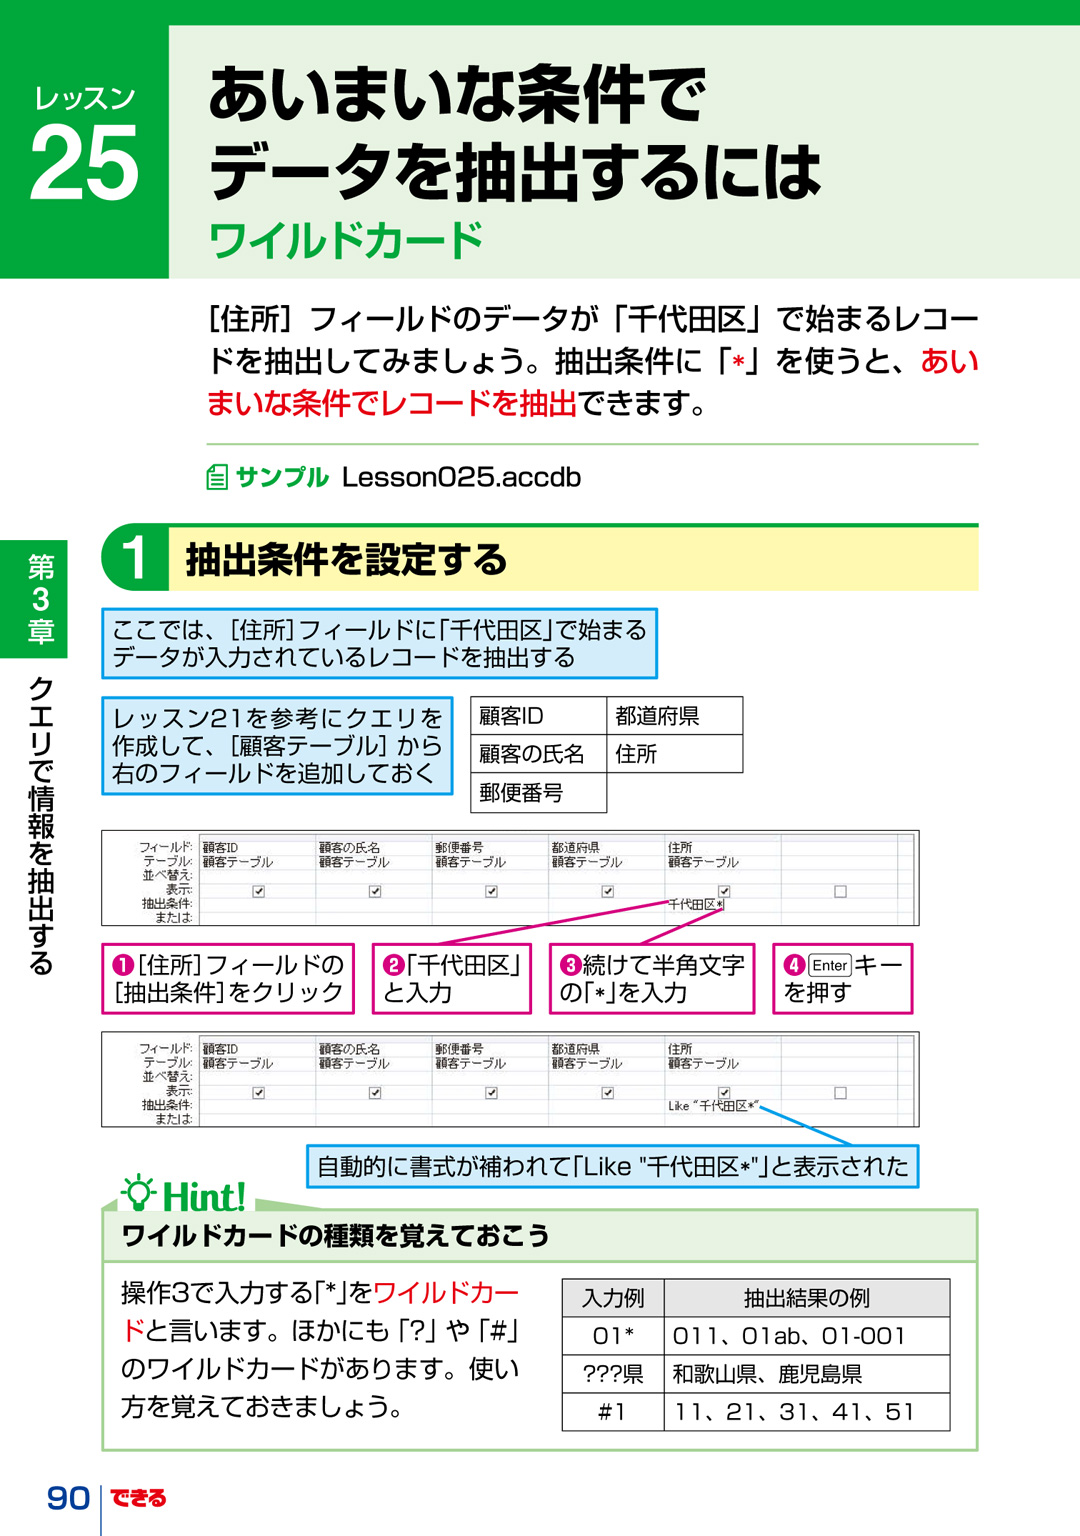 レッスン
25
あいまいな条件で
データを抽出するには
ワイルドカード
［住所］フィールドのデータが「千代田区」で始まるレコー
ドを抽出してみましょう。抽出条件に「*」を使うと、あい
まいな条件でレコードを抽出できます。
サンプル Lesson025.accdb
第3章 クエリで情報を抽出する
1 抽出条件を設定する
ここでは、［住所］フィールドに「千代田区」で始まる
データが入力されているレコードを抽出する
レッスン21を参考にクエリを
作成して、［顧客テーブル］から
右のフィールドを追加しておく
顧客ID 都道府県
顧客の氏名 住所
郵便番号
フィールド: 顧客ID 顧客の氏名 郵便番号 都道府県 住所
テーブル: 顧客テーブル 顧客テーブル 顧客テーブル 顧客テーブル 顧客テーブル
並べ替え:
表示:
抽出条件: 千代田区*
または:
❶［住所］フィールドの
［抽出条件］をクリック
❷「千代田区」
と入力
❸続けて半角文字
の「*」を入力
❹Enterキー
を押す
フィールド: 顧客ID 顧客の氏名 郵便番号 都道府県 住所
テーブル: 顧客テーブル 顧客テーブル 顧客テーブル 顧客テーブル 顧客テーブル
並べ替え:
表示:
抽出条件: Like "千代田区*"
または:
自動的に書式が補われて「Like "千代田区*"」と表示された
Hint!
ワイルドカードの種類を覚えておこう
操作3で入力する「*」をワイルドカー
ドと言います。ほかにも「?」や「#」
のワイルドカードがあります。使い
方を覚えておきましょう。
入力例 抽出結果の例
01* 011、01ab、01-001
???県 和歌山県、鹿児島県
#1 11、21、31、41、51
90 できる